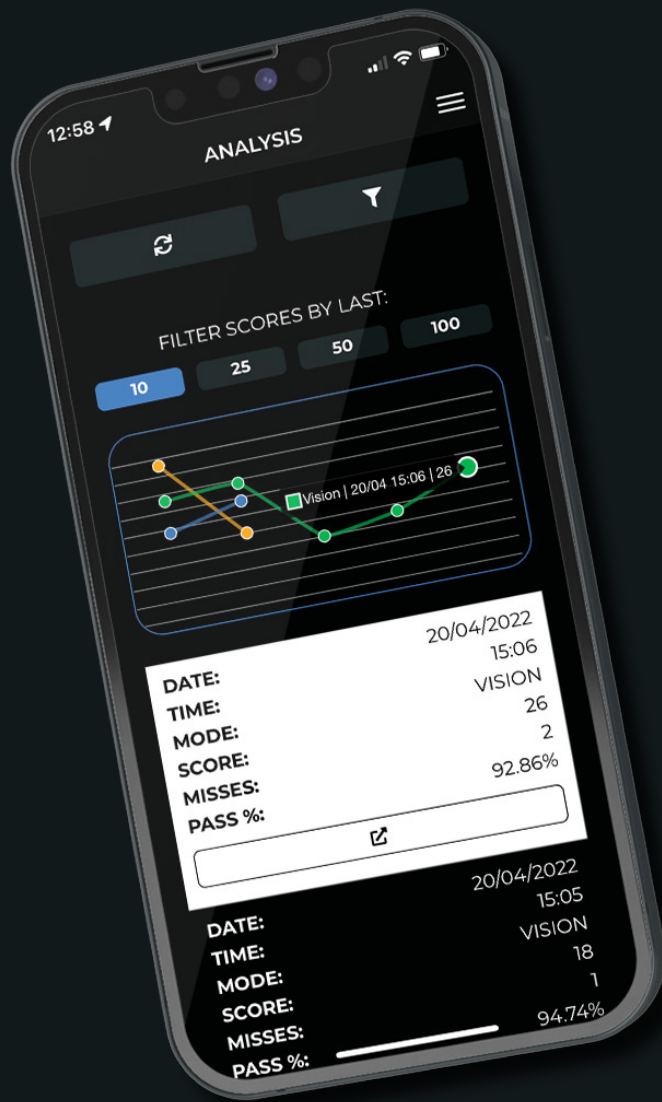 12:58
ANALYSIS
FILTER SCORES BY LAST:
10 25 50 100
Vision | 20/04 15:06 | 26
DATE: 20/04/2022
TIME: 15:06
MODE: VISION
SCORE: 26
MISSES: 2
PASS %: 92.86%
DATE: 20/04/2022
TIME: 15:05
MODE: VISION
SCORE: 18
MISSES: 1
PASS %: 94.74%